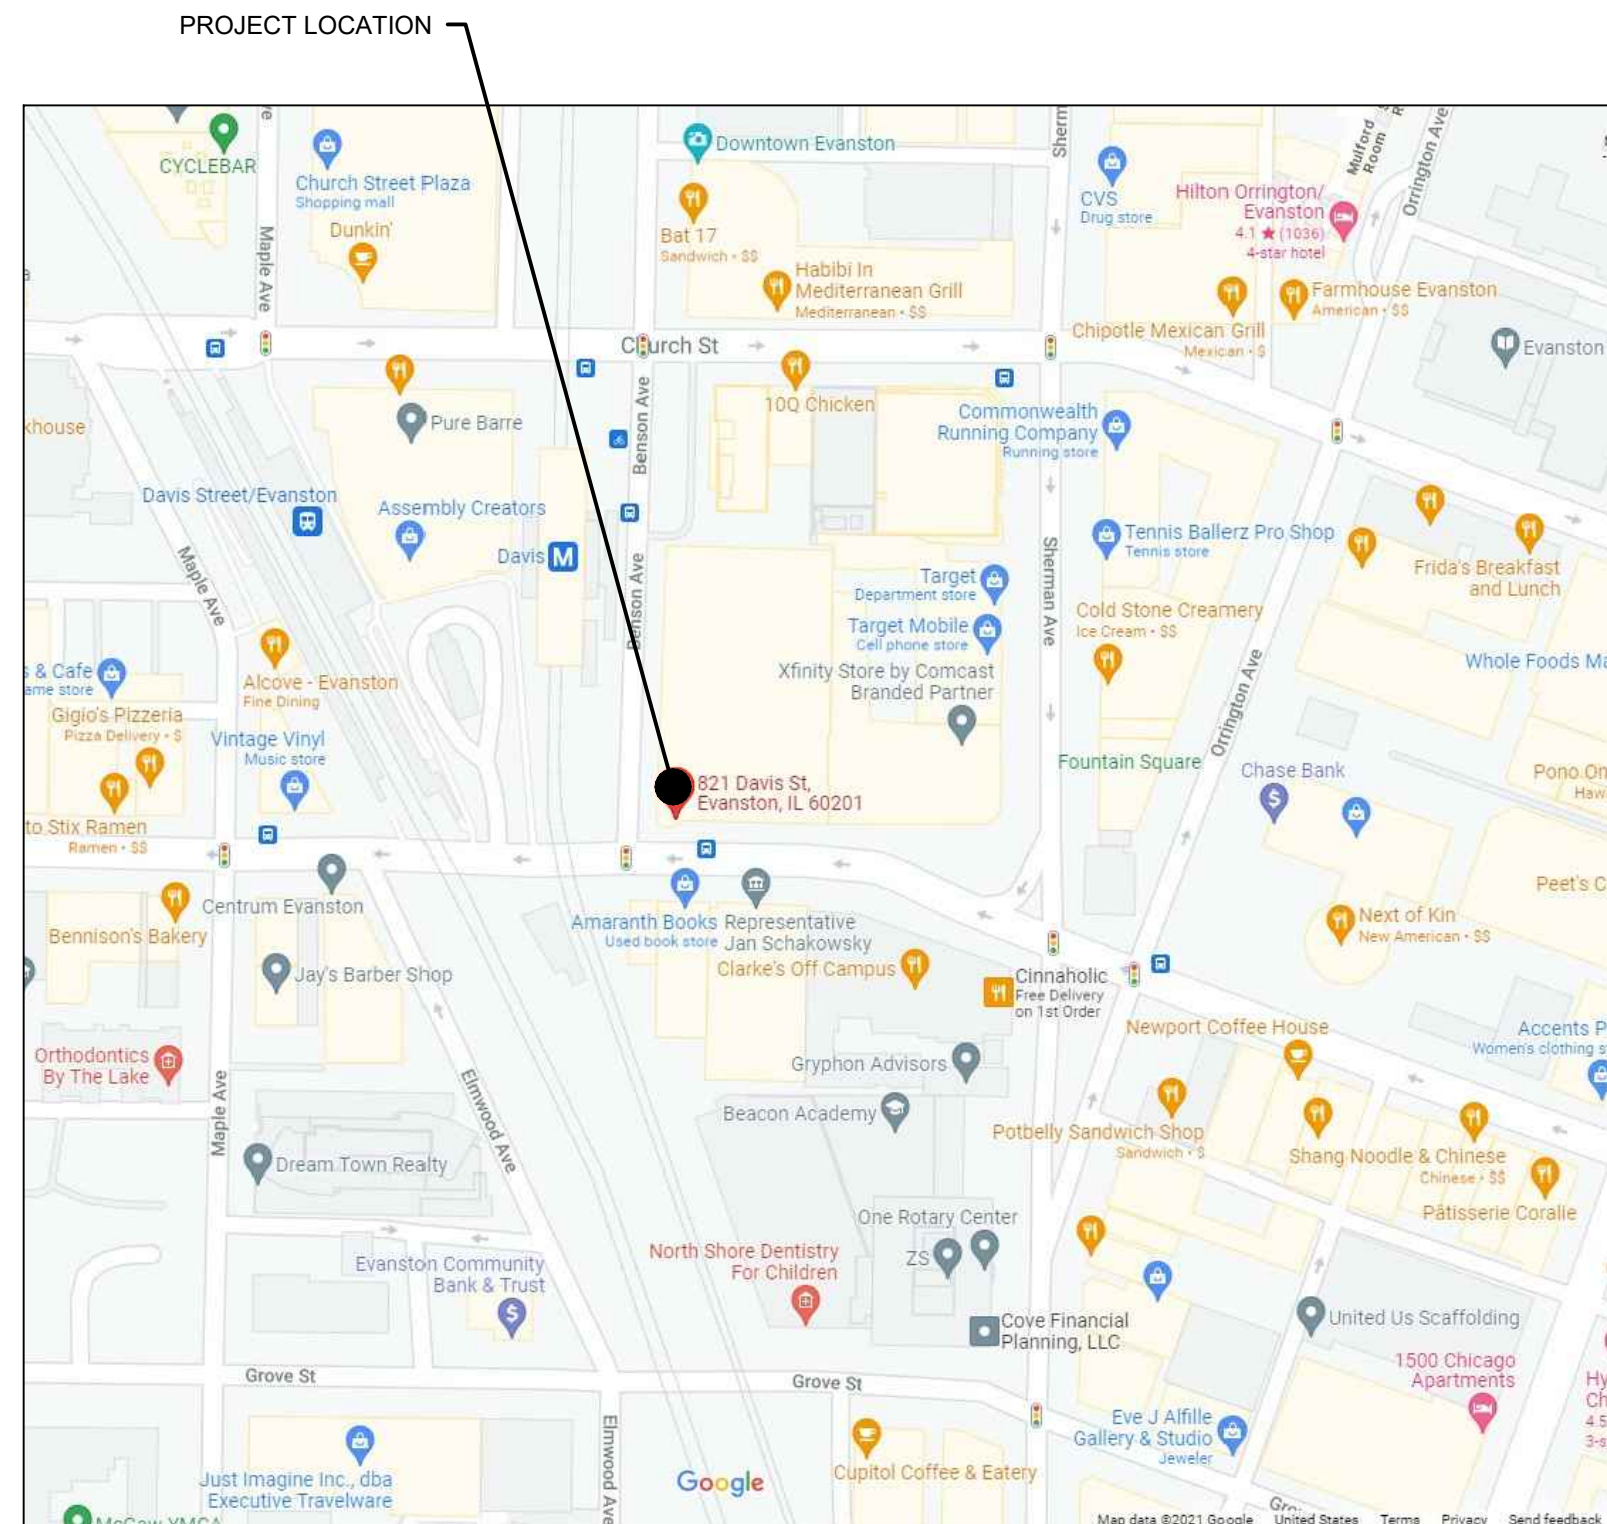 PROJECT LOCATION
CYCLEBAR
Church Street Plaza
Shopping mall
Dunkin'
Maple Ave
Downtown Evanston
Bat 17
Sandwich • $$
Habibi In
Mediterranean Grill
Mediterranean • $$
CVS
Drug store
Mulford
Room
Orrington Ave
Hilton Orrington/
Evanston
4.1 ★ (1036)
4-star hotel
Farmhouse Evanston
American • $$
Chipotle Mexican Grill
Mexican • $
Evanston
Church St
10Q Chicken
Pure Barre
Benson Ave
Commonwealth
Running Company
Running store
Davis Street/Evanston
Assembly Creators
Davis M
Maple Ave
Benson Ave
Sherman Ave
Tennis Ballerz Pro Shop
Tennis store
Frida's Breakfast
and Lunch
Target
Department store
Target Mobile
Cell phone store
Xfinity Store by Comcast
Branded Partner
Cold Stone Creamery
Ice Cream • $$
Orrington Ave
& Cafe
Alcove - Evanston
Fine Dining
Gigio's Pizzeria
Pizza Delivery • $
Vintage Vinyl
Music store
821 Davis St,
Evanston, IL 60201
Fountain Square
Chase Bank
Whole Foods
Stix Ramen
Ramen • $$
Centrum Evanston
Bennison's Bakery
Jay's Barber Shop
Amaranth Books
Used book store
Representative
Jan Schakowsky
Clarke's Off Campus
Cinnaholic
Free Delivery
on 1st Order
Next of Kin
New American • $$
Newport Coffee House
Orthodontics
By The Lake
Gryphon Advisors
Beacon Academy
Maple Ave
Elmwood Ave
Potbelly Sandwich Shop
Sandwich • $
Shang Noodle & Chinese
Chinese • $$
Pâtisserie Coralie
Dream Town Realty
One Rotary Center
ZS
North Shore Dentistry
For Children
Evanston Community
Bank & Trust
Cove Financial
Planning, LLC
United Us Scaffolding
1500 Chicago
Apartments
Grove St
Grove St
Elmwood Ave
Eve J Alfille
Gallery & Studio
Jeweler
Just Imagine Inc., dba
Executive Travelware
Google
Cupitol Coffee & Eatery
Map data ©2021 Google United States Terms Privacy Send feedback